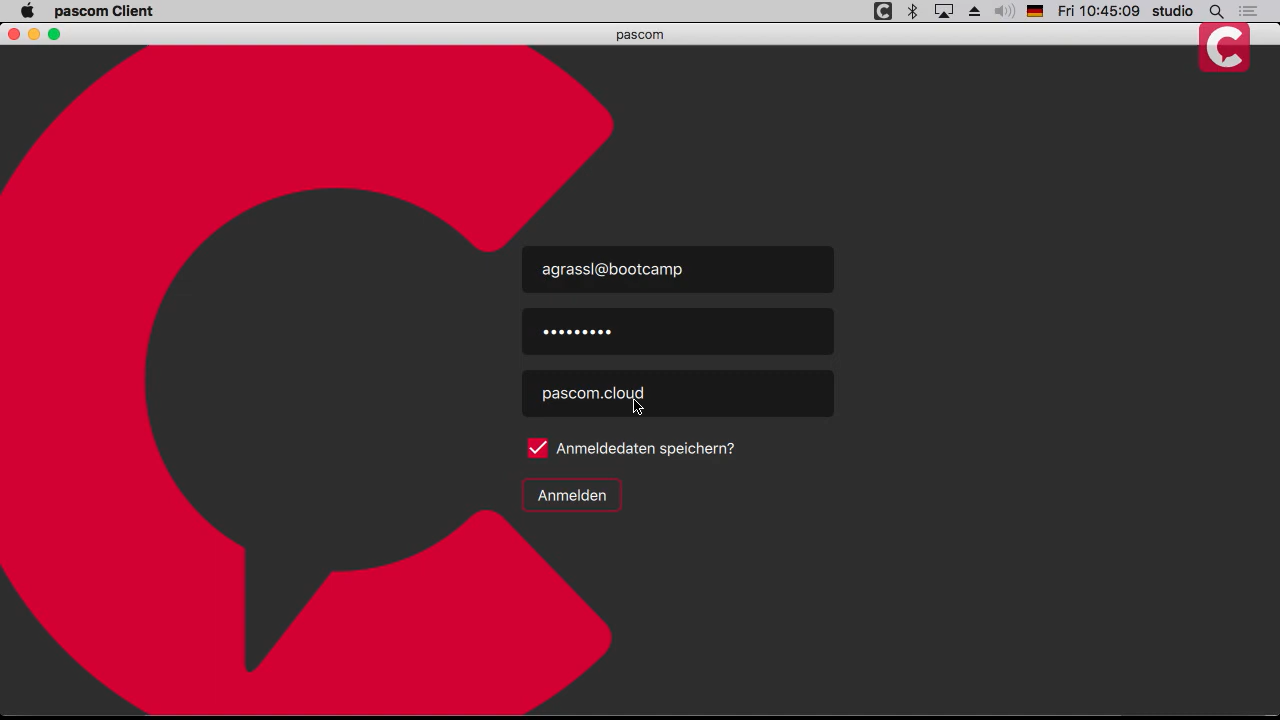 pascom Client
Fri 10:45:09 studio
pascom
agrassl@bootcamp
•••••••••
pascom.cloud
Anmeldedaten speichern?
Anmelden